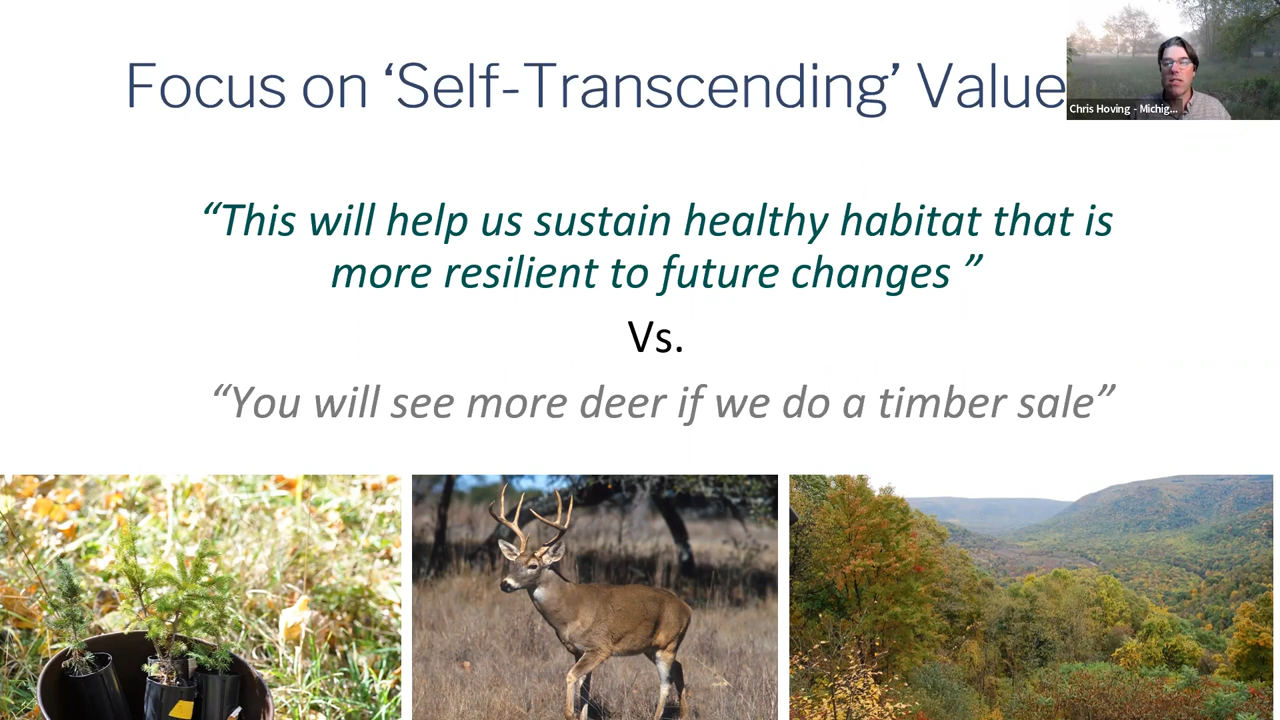 Focus on ‘Self-Transcending’ Value
Chris Hoving - Michig...
“This will help us sustain healthy habitat that is
more resilient to future changes ”
Vs.
“You will see more deer if we do a timber sale”